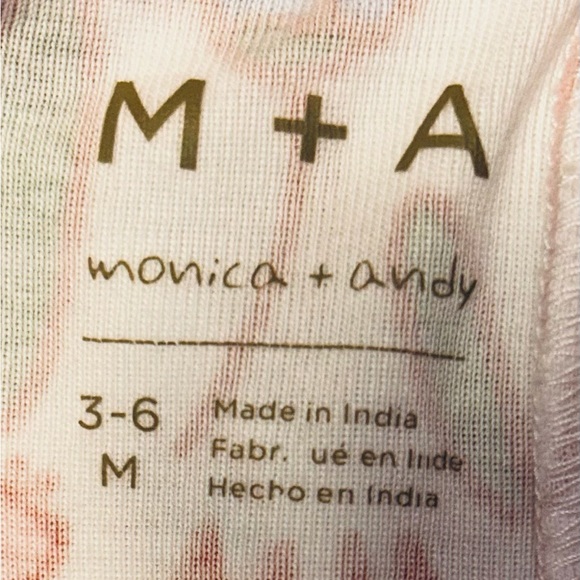 M + A
monica + andy
3-6
M
Made in India
Fabr. ué en Inde
Hecho en India